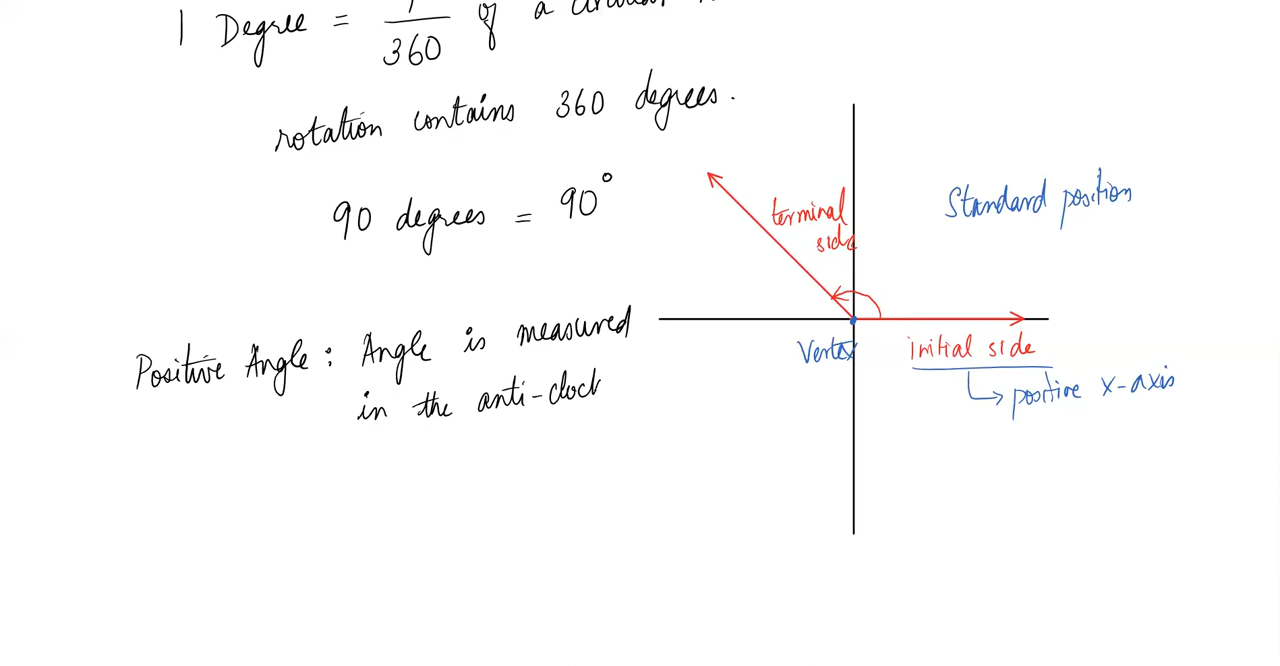 1 Degree = 1/360 of a
rotation contains 360 degrees.
90 degrees = 90°
Positive Angle : Angle is measured
in the anti-clock
Standard position
terminal
side
Vertex
initial side
positive x-axis